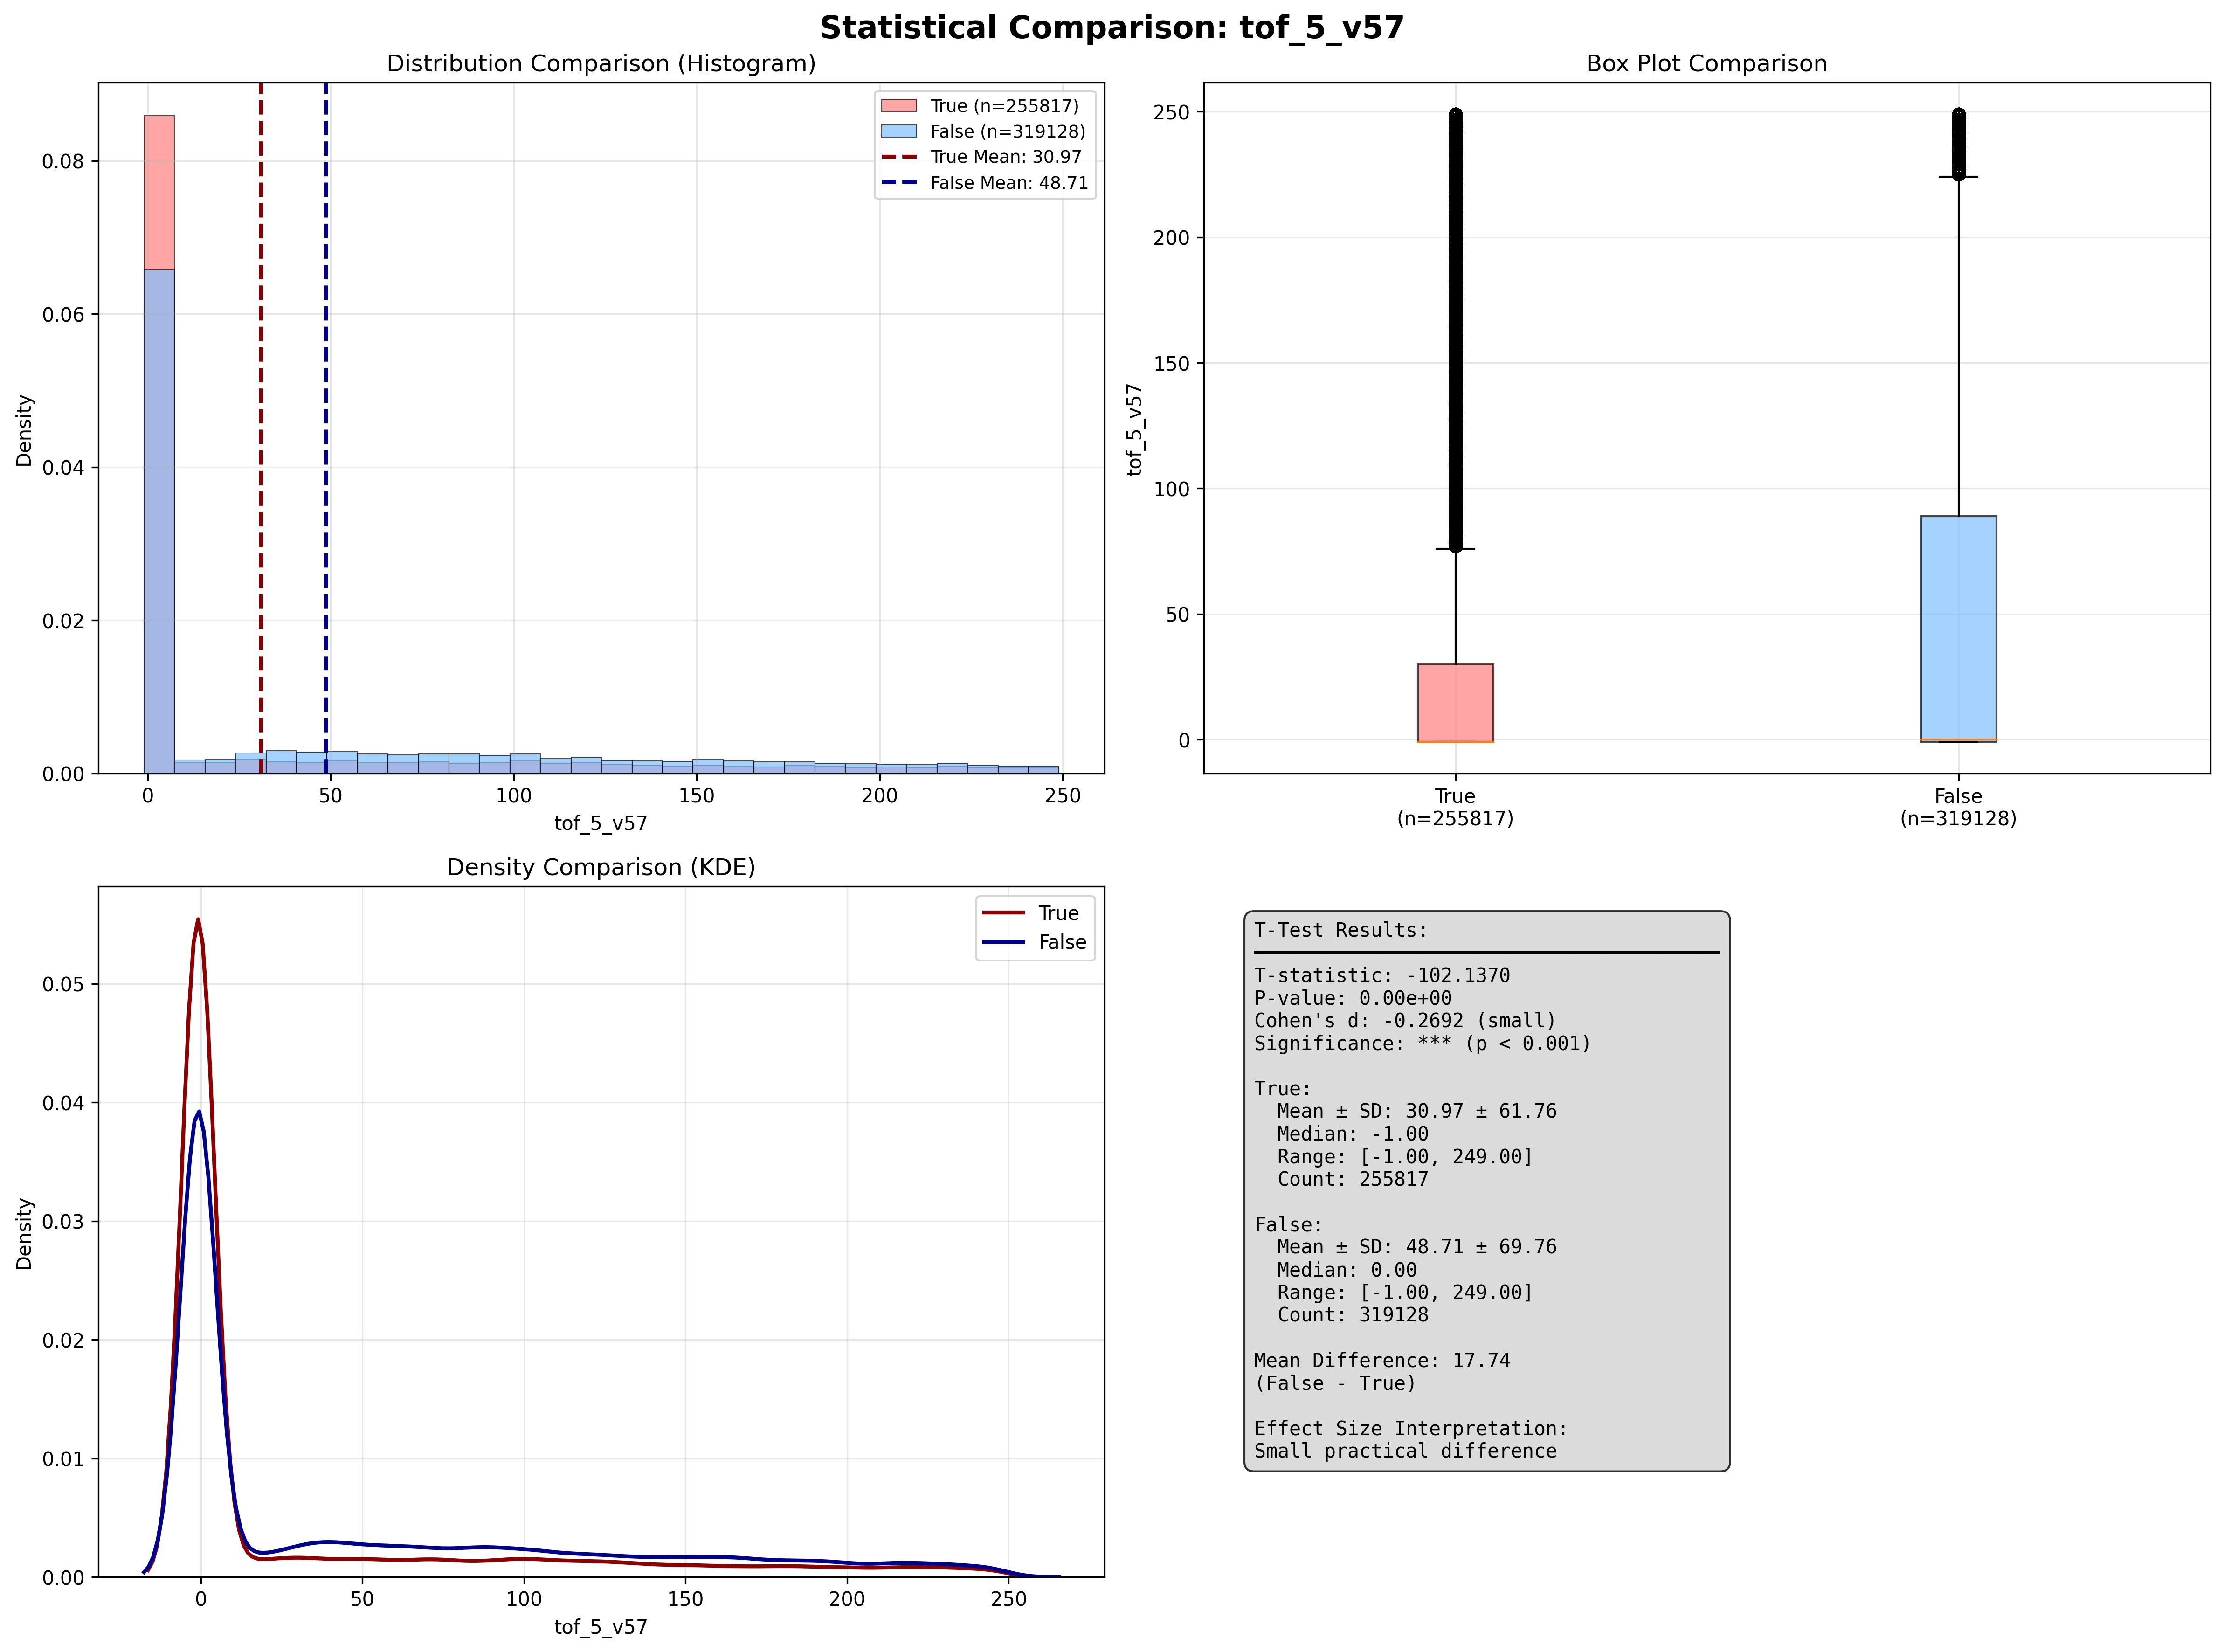 Statistical Comparison: tof_5_v57
Distribution Comparison (Histogram)
Density
0.08
0.06
0.04
0.02
0.00
0 50 100 150 200 250
tof_5_v57
True (n=255817)
False (n=319128)
True Mean: 30.97
False Mean: 48.71
Box Plot Comparison
tof_5_v57
250
200
150
100
50
0
True
(n=255817)
False
(n=319128)
Density Comparison (KDE)
Density
0.05
0.04
0.03
0.02
0.01
0.00
0 50 100 150 200 250
tof_5_v57
True
False
T-Test Results:
T-statistic: -102.1370
P-value: 0.00e+00
Cohen's d: -0.2692 (small)
Significance: *** (p < 0.001)
True:
Mean ± SD: 30.97 ± 61.76
Median: -1.00
Range: [-1.00, 249.00]
Count: 255817
False:
Mean ± SD: 48.71 ± 69.76
Median: 0.00
Range: [-1.00, 249.00]
Count: 319128
Mean Difference: 17.74
(False - True)
Effect Size Interpretation:
Small practical difference